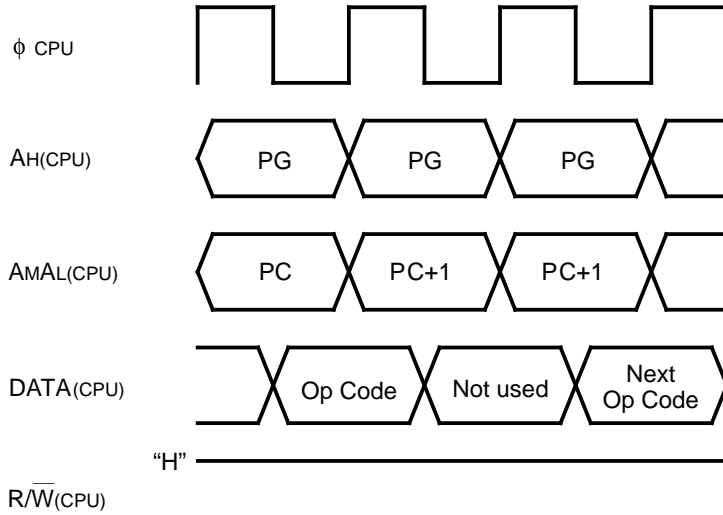 ϕ CPU
AH(CPU)
PG PG PG
AMAL(CPU)
PC PC+1 PC+1
DATA(CPU)
Op Code Not used Next
Op Code
“H”
R/W̅(CPU)